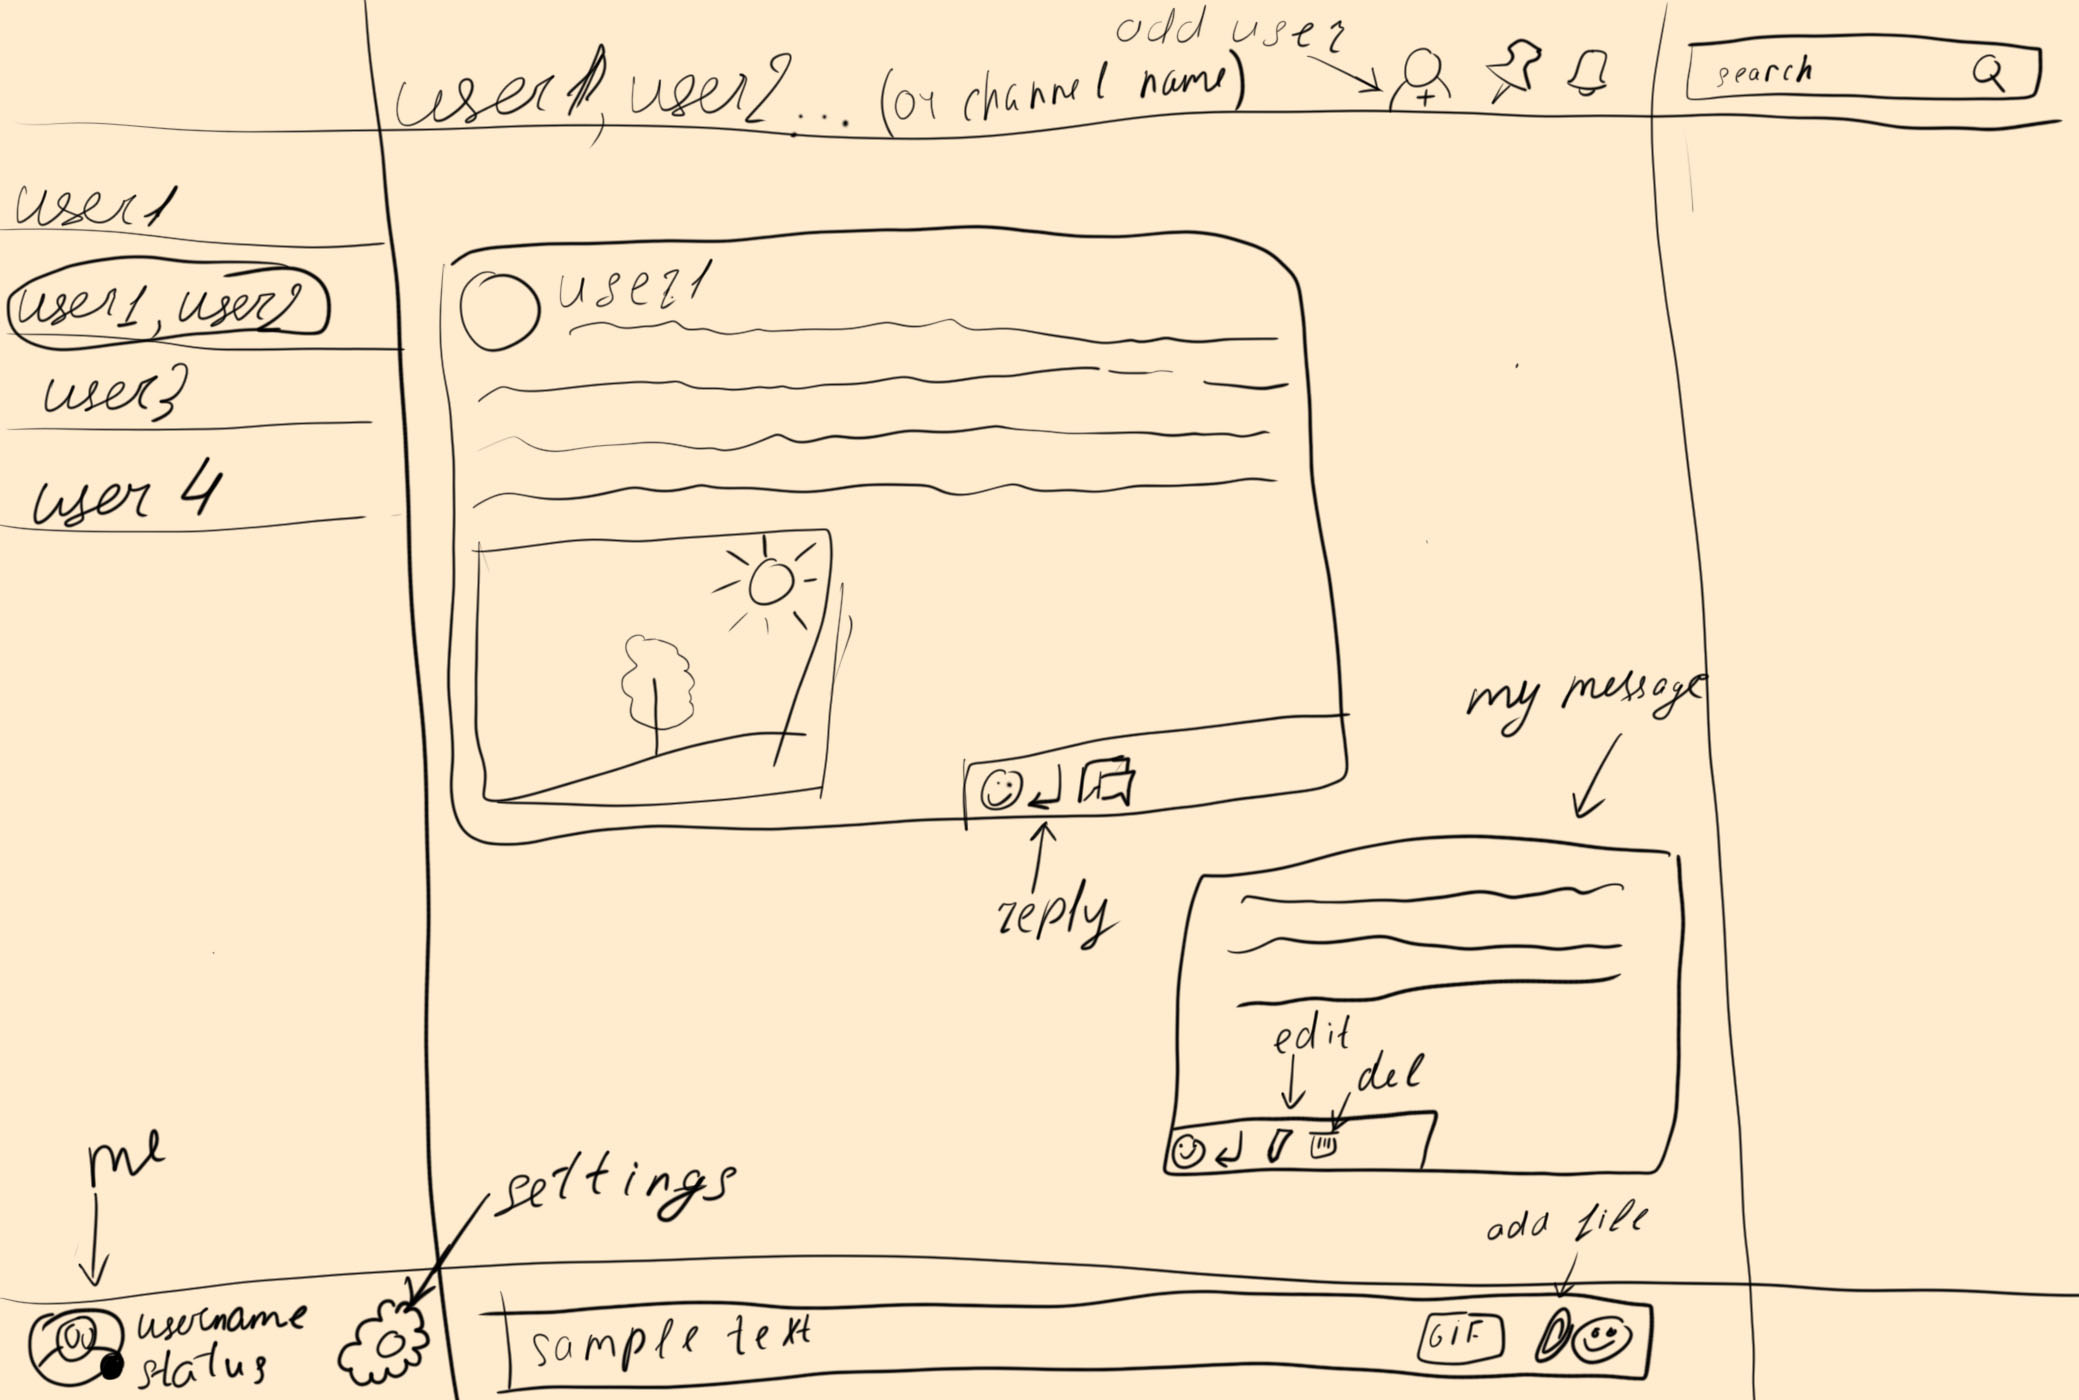 add user
user1, user2... (or channel name)
search
user1
user1, user2
user3
user 4
user1
my message
reply
edit
del
me
settings
add file
username
status
sample text
GIF